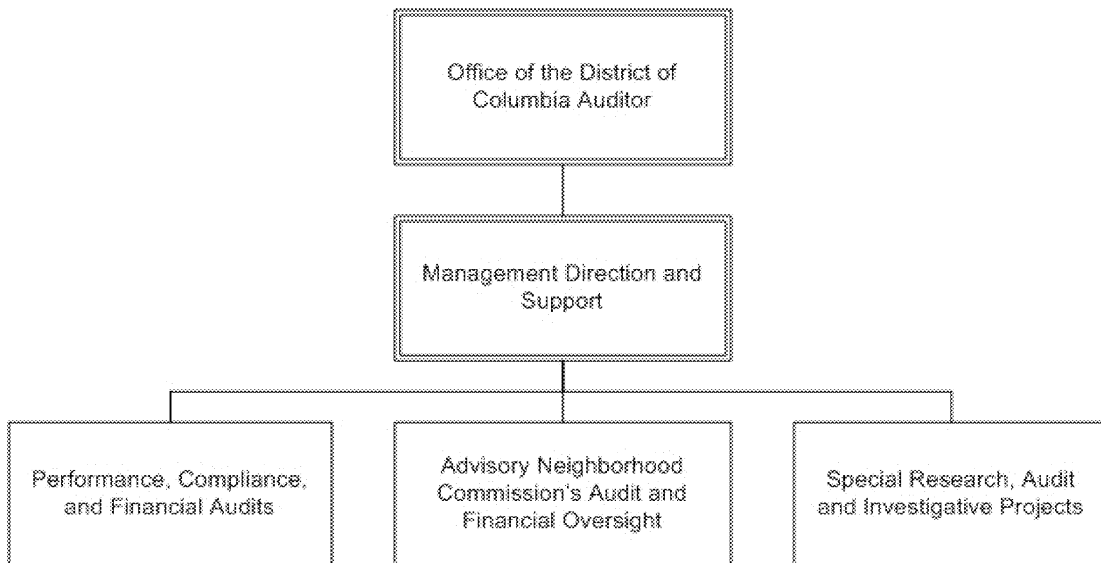 Office of the District of
Columbia Auditor
Management Direction and
Support
Performance, Compliance,
and Financial Audits
Advisory Neighborhood
Commission's Audit and
Financial Oversight
Special Research, Audit
and Investigative Projects